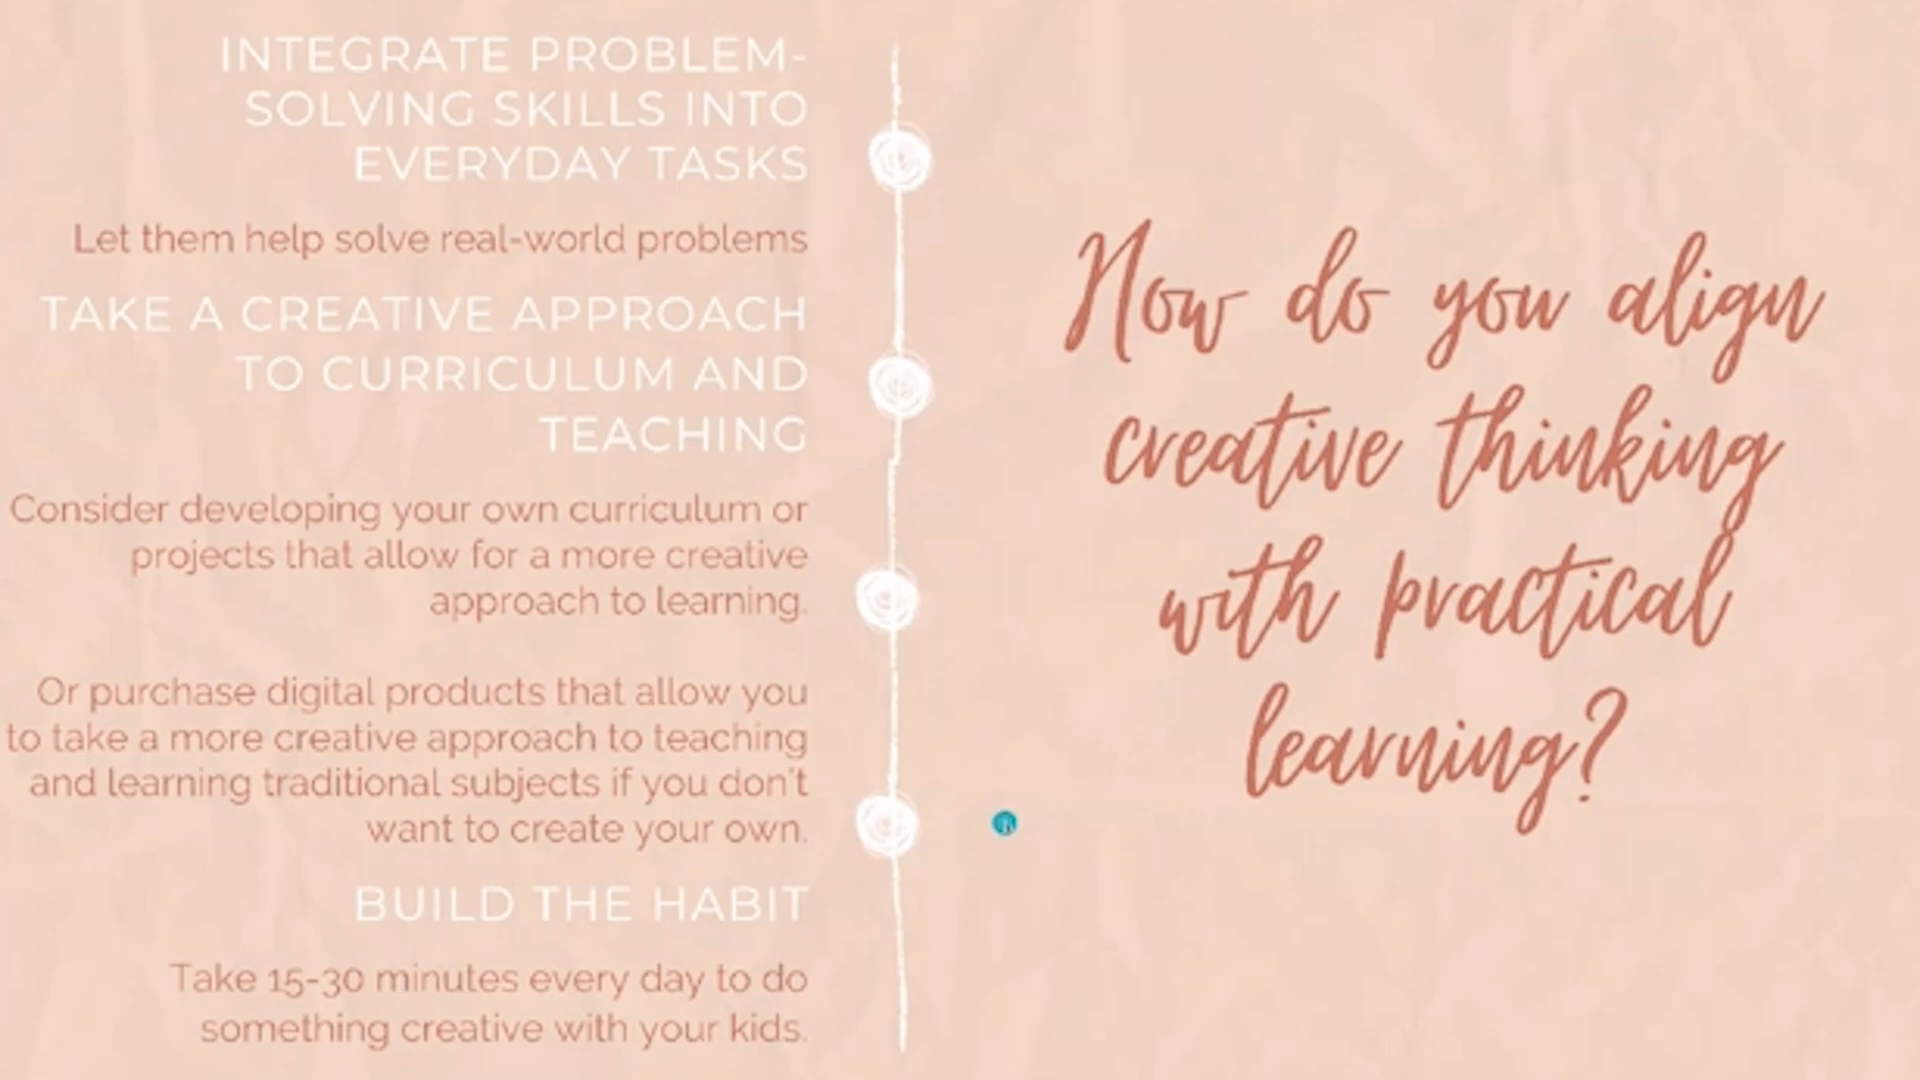 INTEGRATE PROBLEM-
SOLVING SKILLS INTO
EVERYDAY TASKS
Let them help solve real-world problems
TAKE A CREATIVE APPROACH
TO CURRICULUM AND
TEACHING
Consider developing your own curriculum or
projects that allow for a more creative
approach to learning.
Or purchase digital products that allow you
to take a more creative approach to teaching
and learning traditional subjects if you don't
want to create your own.
BUILD THE HABIT
Take 15-30 minutes every day to do
something creative with your kids.
How do you align
creative thinking
with practical
learning?